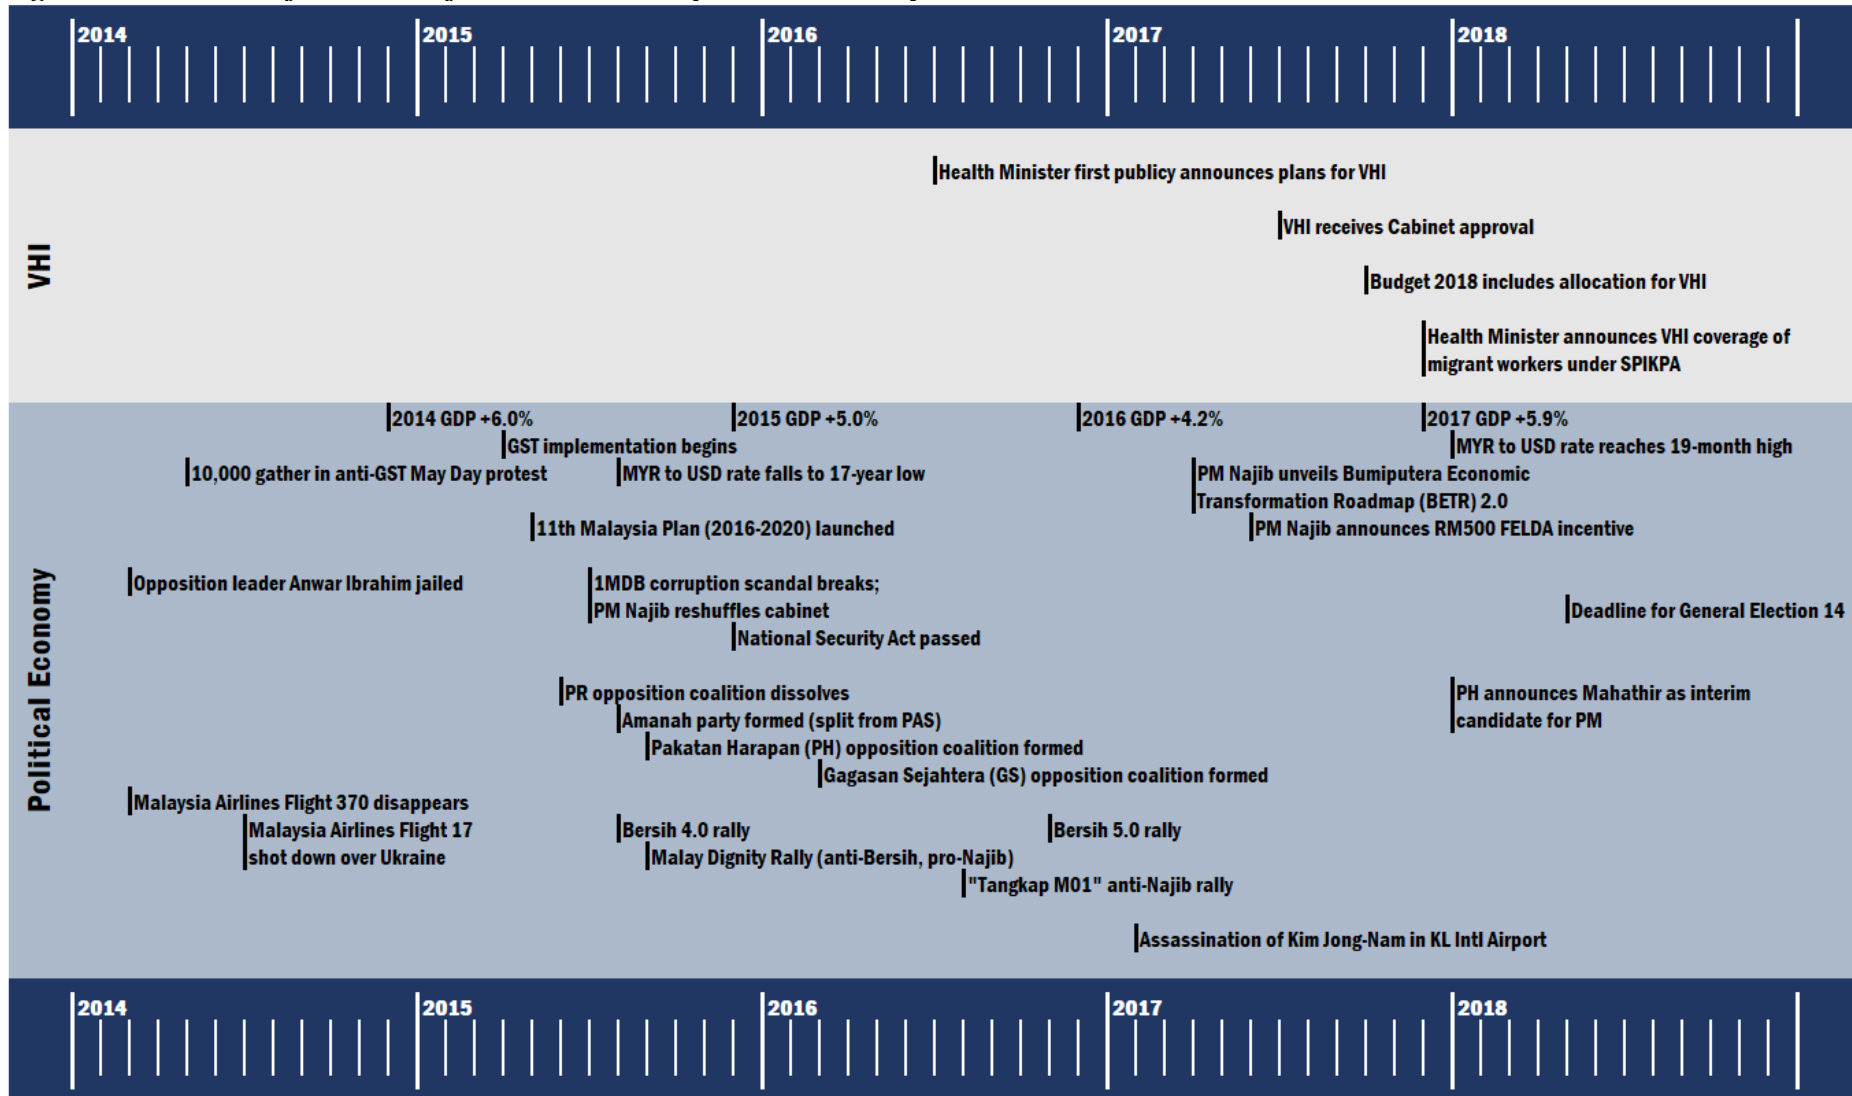 2014 2015 2016 2017 2018
VHI
Health Minister first publicy announces plans for VHI
VHI receives Cabinet approval
Budget 2018 includes allocation for VHI
Health Minister announces VHI coverage of
migrant workers under SPIKPA
Political Economy
2014 GDP +6.0% 2015 GDP +5.0% 2016 GDP +4.2% 2017 GDP +5.9%
GST implementation begins MYR to USD rate reaches 19-month high
10,000 gather in anti-GST May Day protest MYR to USD rate falls to 17-year low PM Najib unveils Bumiputera Economic
Transformation Roadmap (BETR) 2.0
11th Malaysia Plan (2016-2020) launched PM Najib announces RM500 FELDA incentive
Opposition leader Anwar Ibrahim jailed 1MDB corruption scandal breaks;
PM Najib reshuffles cabinet Deadline for General Election 14
National Security Act passed
PR opposition coalition dissolves PH announces Mahathir as interim
Amanah party formed (split from PAS) candidate for PM
Pakatan Harapan (PH) opposition coalition formed
Gagasan Sejahtera (GS) opposition coalition formed
Malaysia Airlines Flight 370 disappears
Malaysia Airlines Flight 17 Bersih 4.0 rally Bersih 5.0 rally
shot down over Ukraine Malay Dignity Rally (anti-Bersih, pro-Najib)
"Tangkap M01" anti-Najib rally
Assassination of Kim Jong-Nam in KL Intl Airport
2014 2015 2016 2017 2018